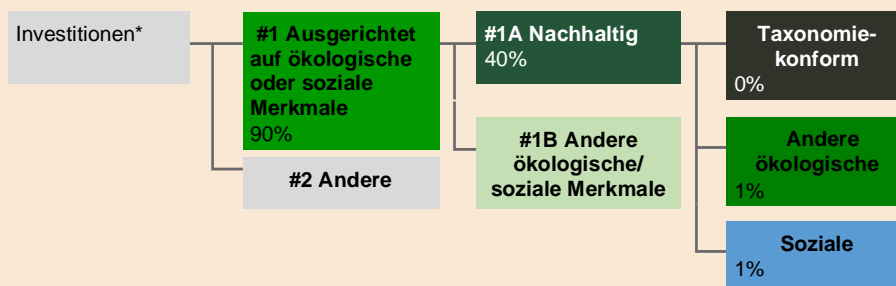 Investitionen*
#1 Ausgerichtet
auf ökologische
oder soziale
Merkmale
90%
#2 Andere
#1A Nachhaltig
40%
#1B Andere
ökologische/
soziale Merkmale
Taxonomie-
konform
0%
Andere
ökologische
1%
Soziale
1%